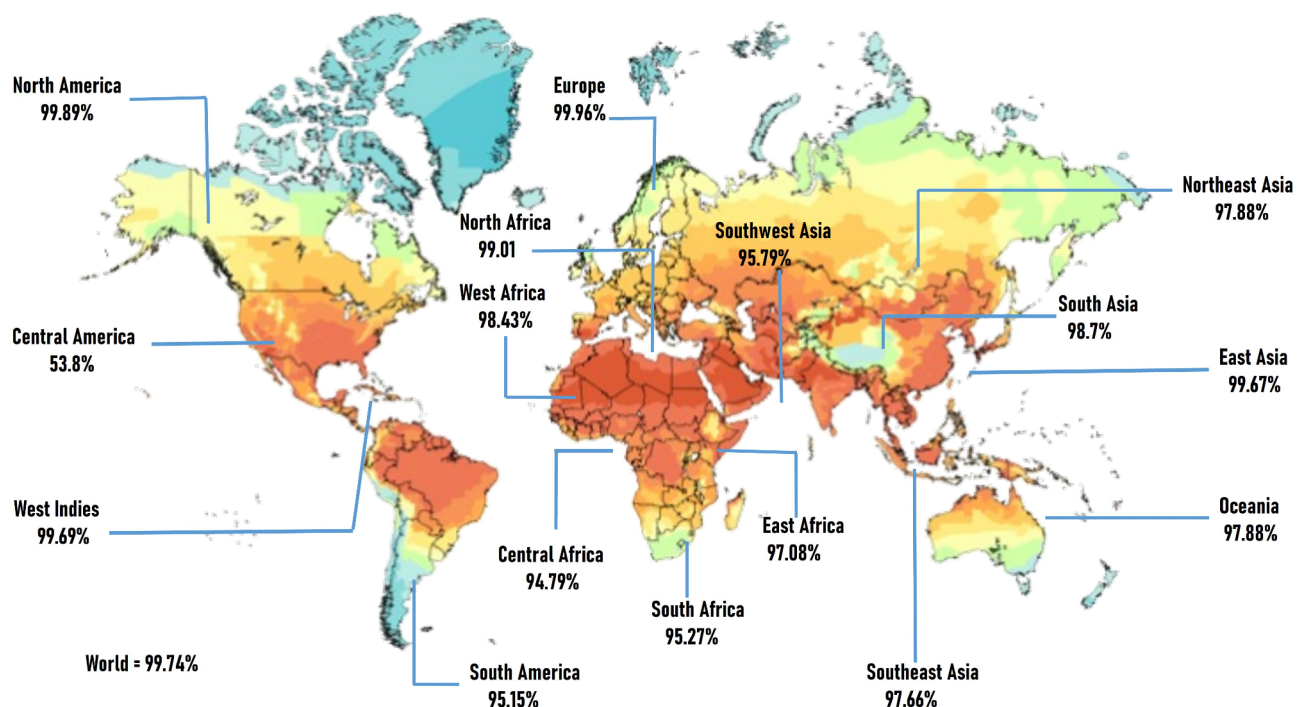 North America
99.89%
Europe
99.96%
Northeast Asia
97.88%
North Africa
99.01
Southwest Asia
95.79%
West Africa
98.43%
South Asia
98.7%
Central America
53.8%
East Asia
99.67%
West Indies
99.69%
Oceania
97.88%
East Africa
97.08%
Central Africa
94.79%
South Africa
95.27%
World = 99.74%
South America
95.15%
Southeast Asia
97.66%